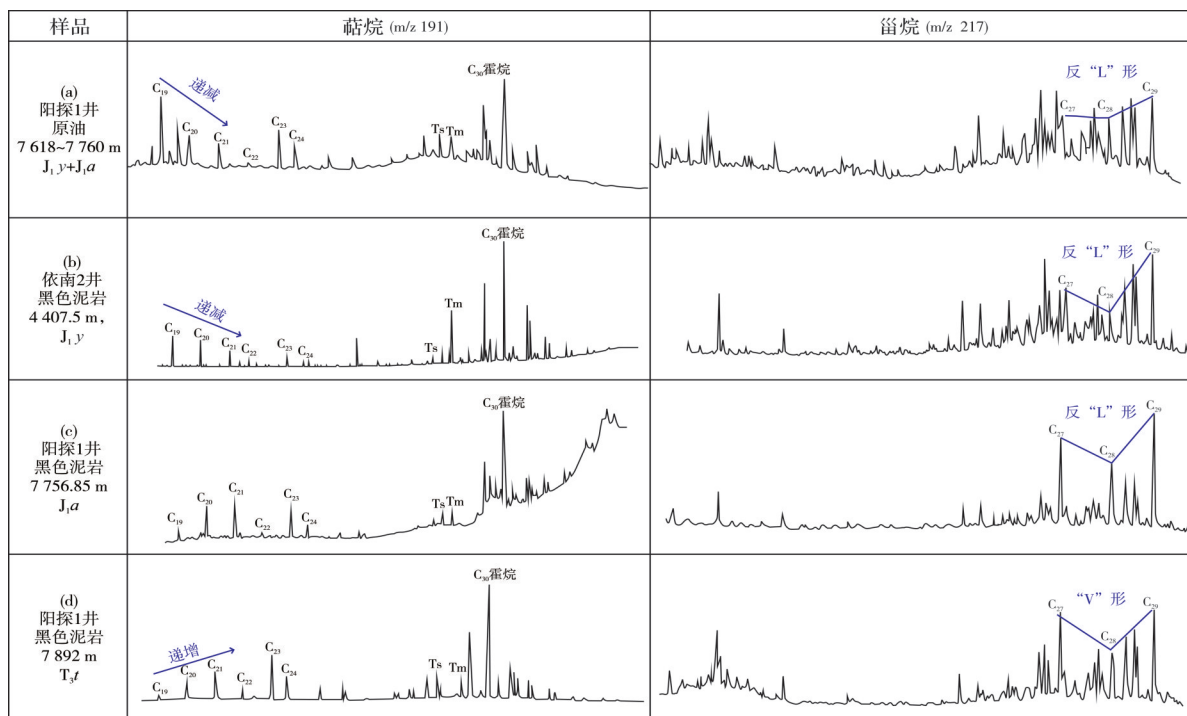 样品
萜烷 (m/z 191)
甾烷 (m/z 217)
(a)
阳探1井
原油
7 618~7 760 m
J₁ y+J₁a
C₁₉
递减
C₂₀
C₂₁
C₂₂
C₂₃
C₂₄
Ts
Tm
C₃₀霍烷
反“L”形
C₂₇
C₂₈
C₂₉
(b)
依南2井
黑色泥岩
4 407.5 m,
J₁ y
递减
C₁₉
C₂₀
C₂₁
C₂₂
C₂₃
C₂₄
Ts
Tm
C₃₀霍烷
反“L”形
C₂₇
C₂₈
C₂₉
(c)
阳探1井
黑色泥岩
7 756.85 m
J₁a
C₁₉
C₂₀
C₂₁
C₂₂
C₂₃
C₂₄
Ts
Tm
C₃₀霍烷
反“L”形
C₂₇
C₂₈
C₂₉
(d)
阳探1井
黑色泥岩
7 892 m
T₃t
递增
C₁₉
C₂₀
C₂₁
C₂₂
C₂₃
C₂₄
Ts
Tm
C₃₀霍烷
“V”形
C₂₇
C₂₈
C₂₉